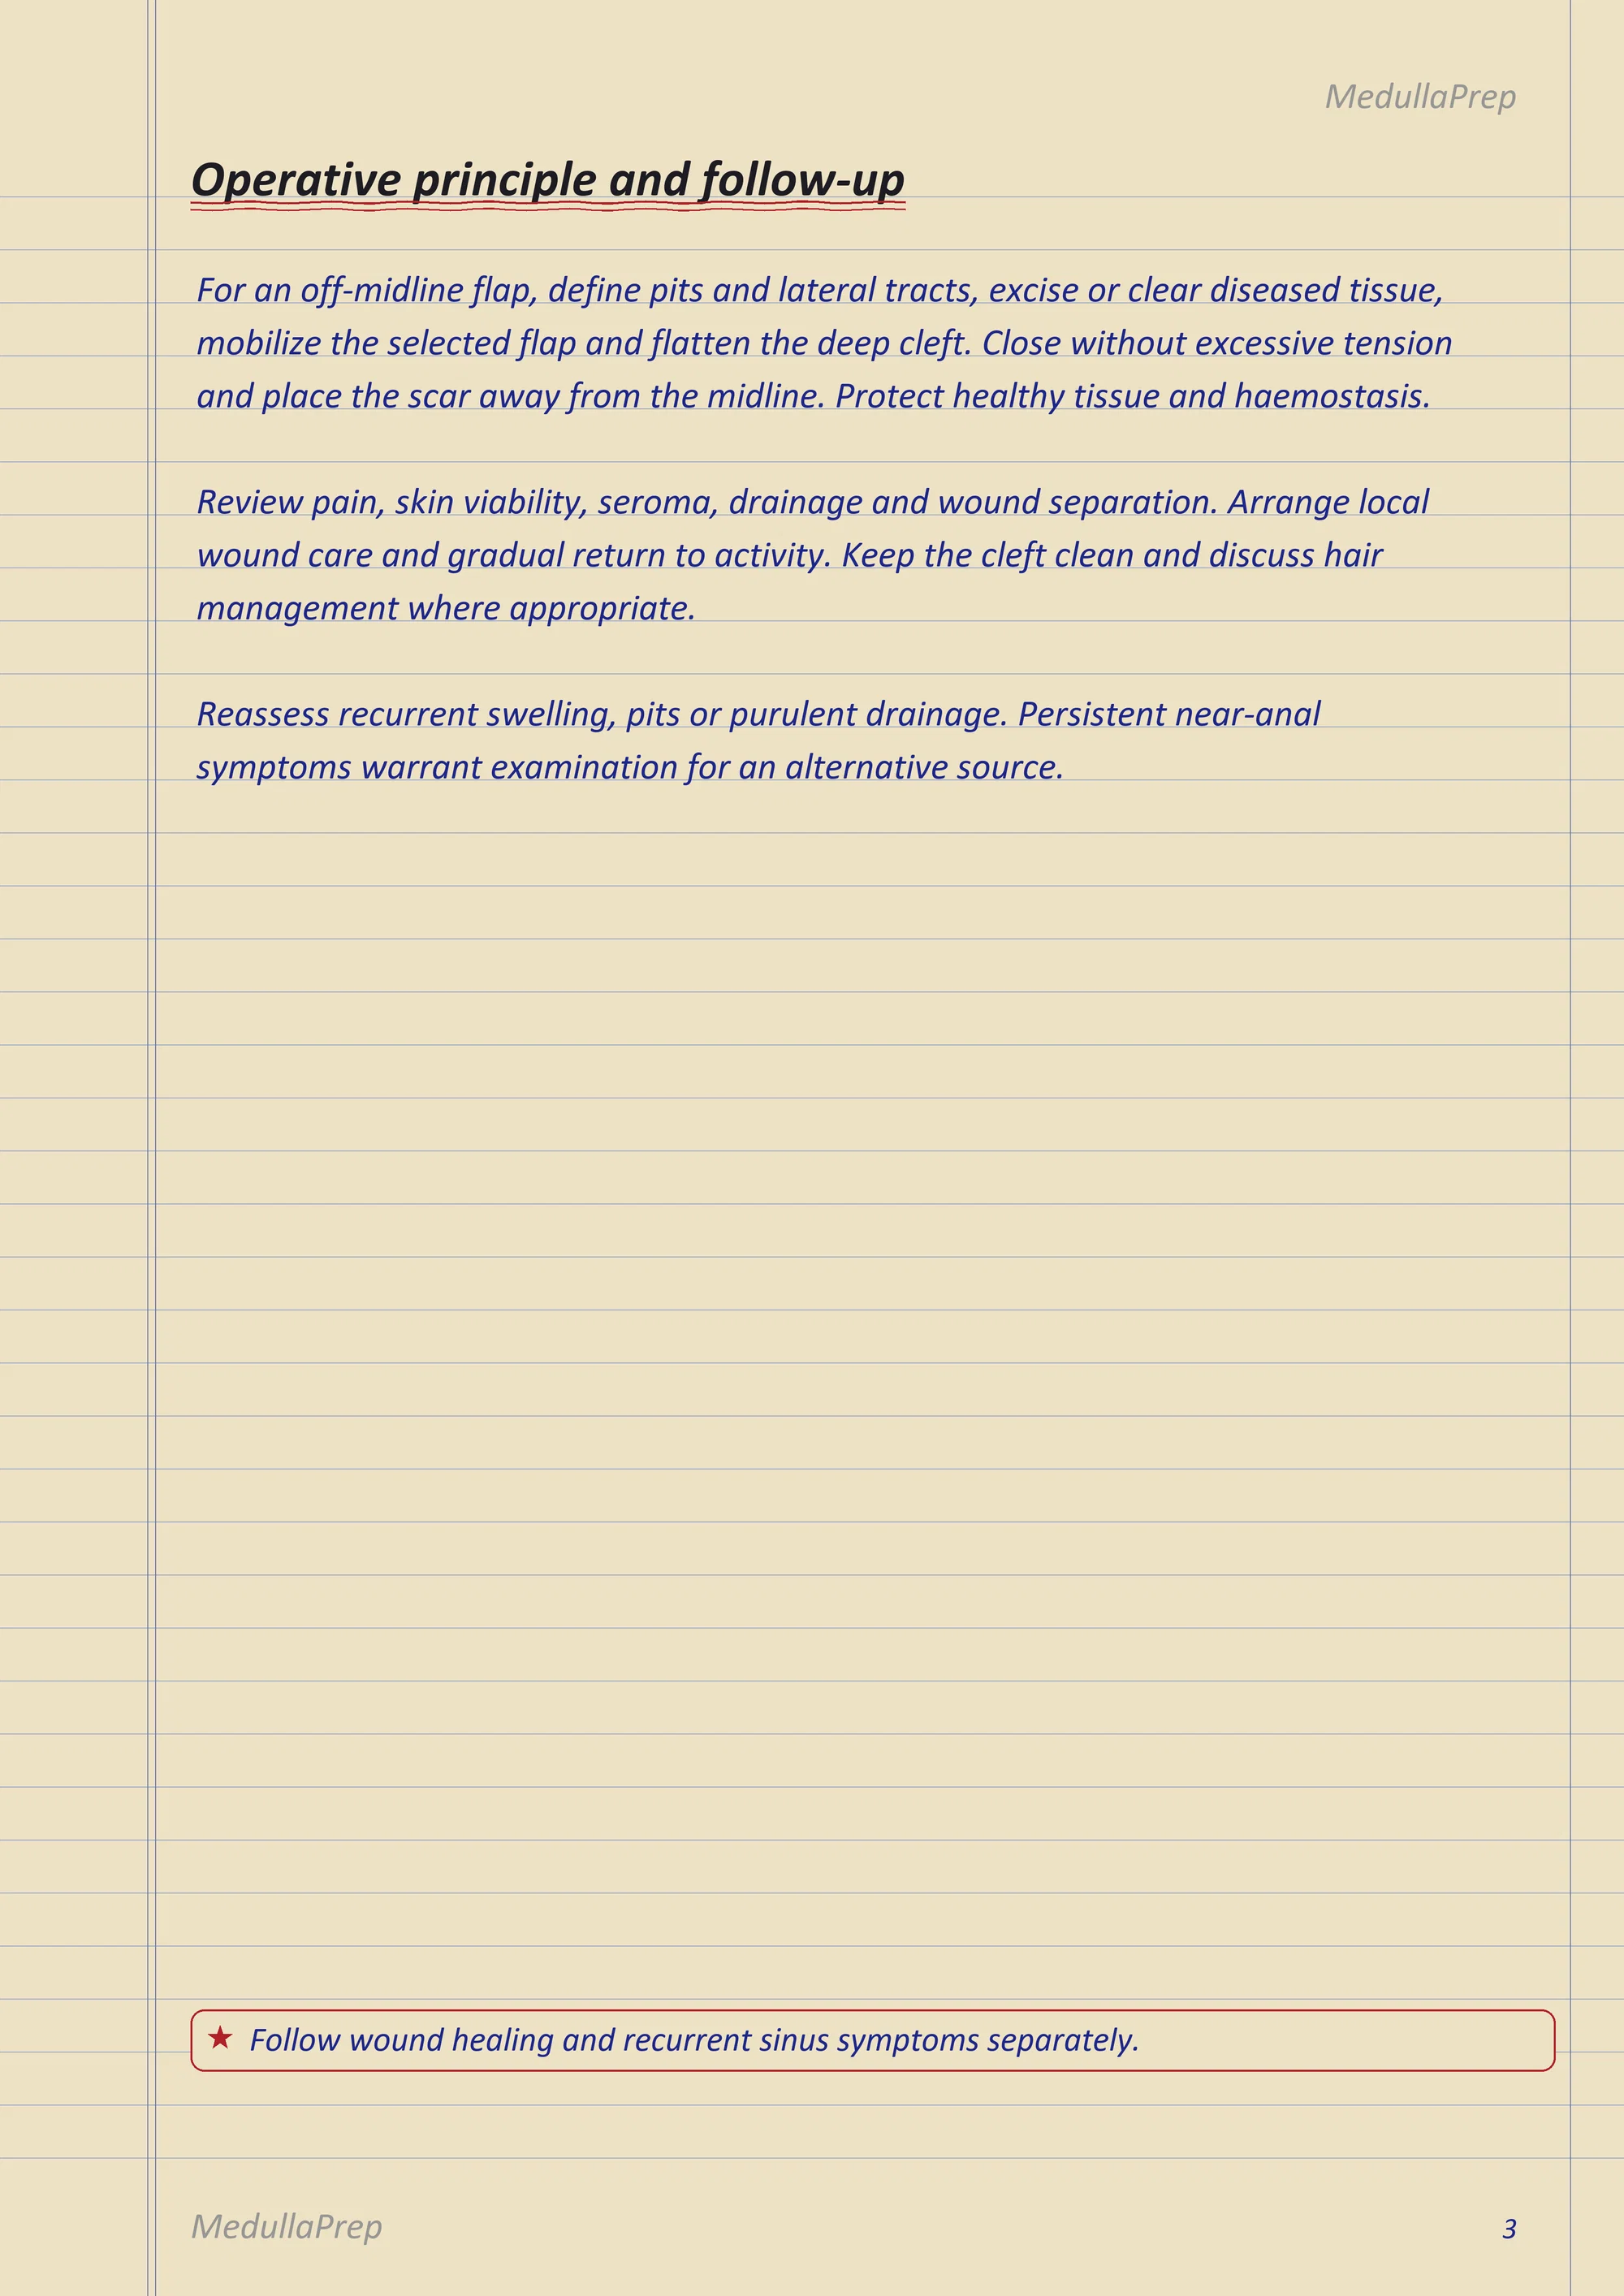 MedullaPrep
Operative principle and follow-up
For an off-midline flap, define pits and lateral tracts, excise or clear diseased tissue,
mobilize the selected flap and flatten the deep cleft. Close without excessive tension
and place the scar away from the midline. Protect healthy tissue and haemostasis.
Review pain, skin viability, seroma, drainage and wound separation. Arrange local
wound care and gradual return to activity. Keep the cleft clean and discuss hair
management where appropriate.
Reassess recurrent swelling, pits or purulent drainage. Persistent near-anal
symptoms warrant examination for an alternative source.
★ Follow wound healing and recurrent sinus symptoms separately.
MedullaPrep
3